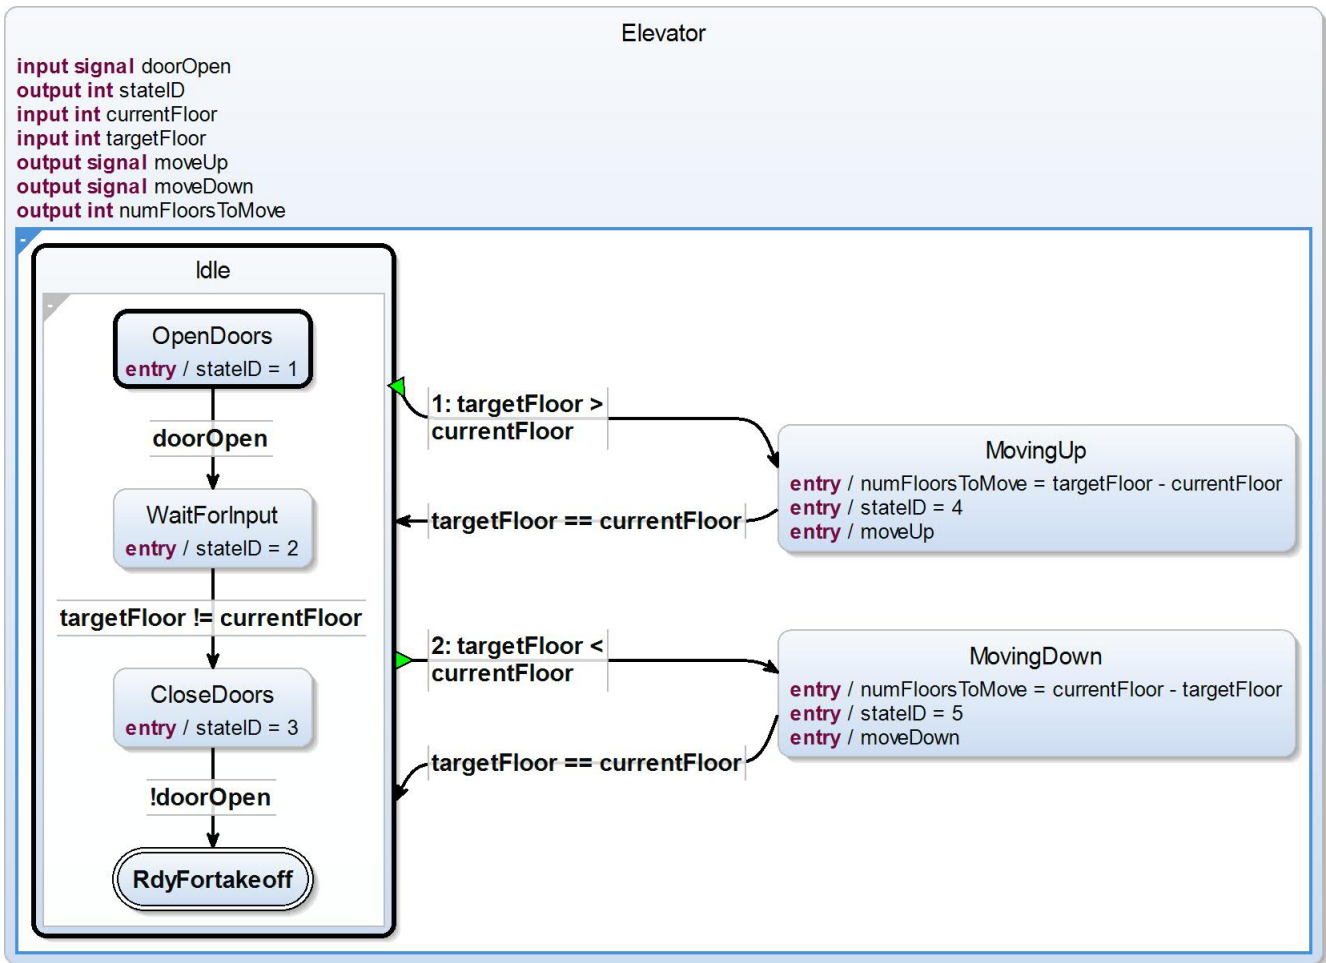 Elevator
input signal doorOpen
output int stateID
input int currentFloor
input int targetFloor
output signal moveUp
output signal moveDown
output int numFloorsToMove
-
Idle
-
OpenDoors
entry / stateID = 1
doorOpen
WaitForInput
entry / stateID = 2
targetFloor != currentFloor
CloseDoors
entry / stateID = 3
!doorOpen
RdyFortakeoff
1: targetFloor >
currentFloor
targetFloor == currentFloor
MovingUp
entry / numFloorsToMove = targetFloor - currentFloor
entry / stateID = 4
entry / moveUp
2: targetFloor <
currentFloor
targetFloor == currentFloor
MovingDown
entry / numFloorsToMove = currentFloor - targetFloor
entry / stateID = 5
entry / moveDown